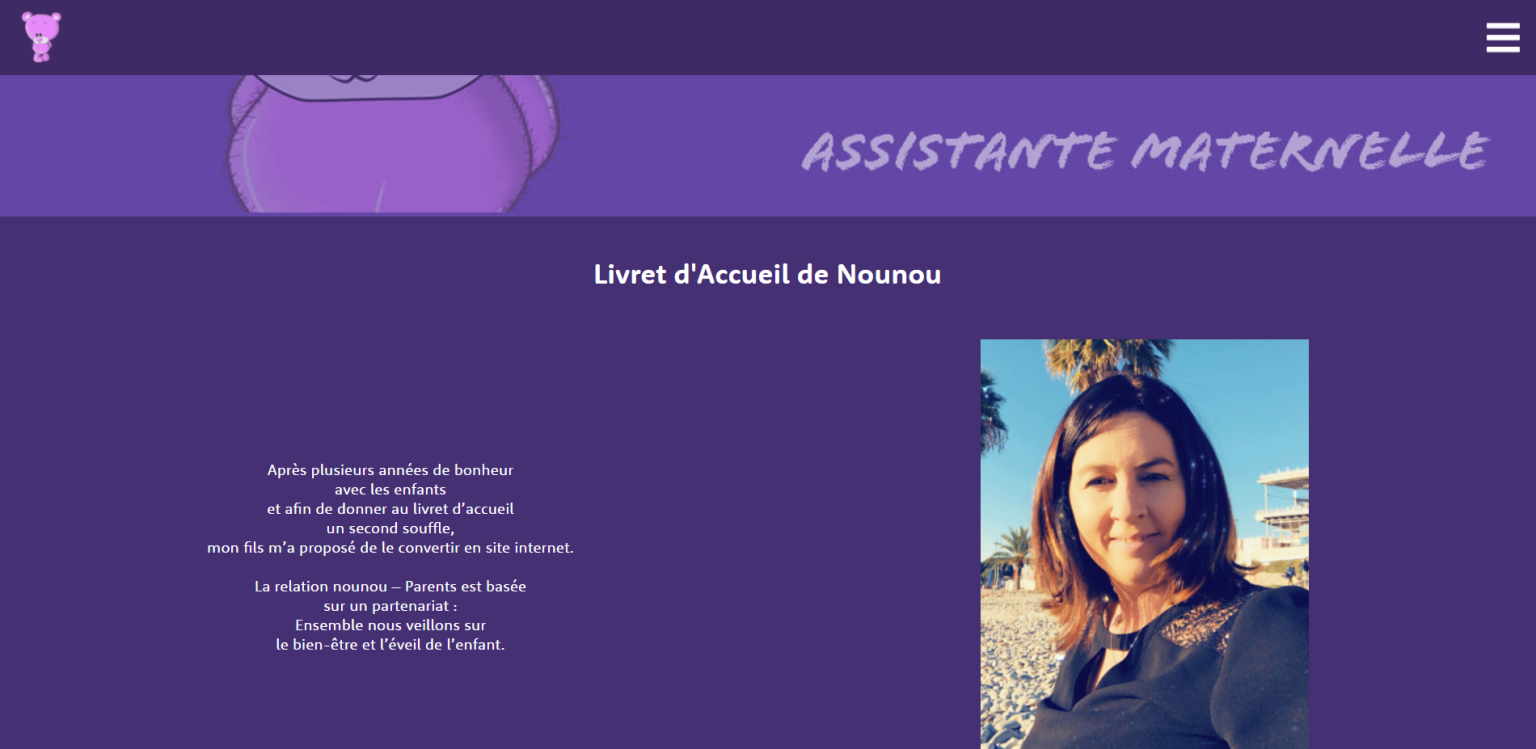 ASSISTANTE MATERNELLE
Livret d'Accueil de Nounou
Après plusieurs années de bonheur
avec les enfants
et afin de donner au livret d’accueil
un second souffle,
mon fils m’a proposé de le convertir en site internet.
La relation nounou – Parents est basée
sur un partenariat :
Ensemble nous veillons sur
le bien-être et l’éveil de l’enfant.